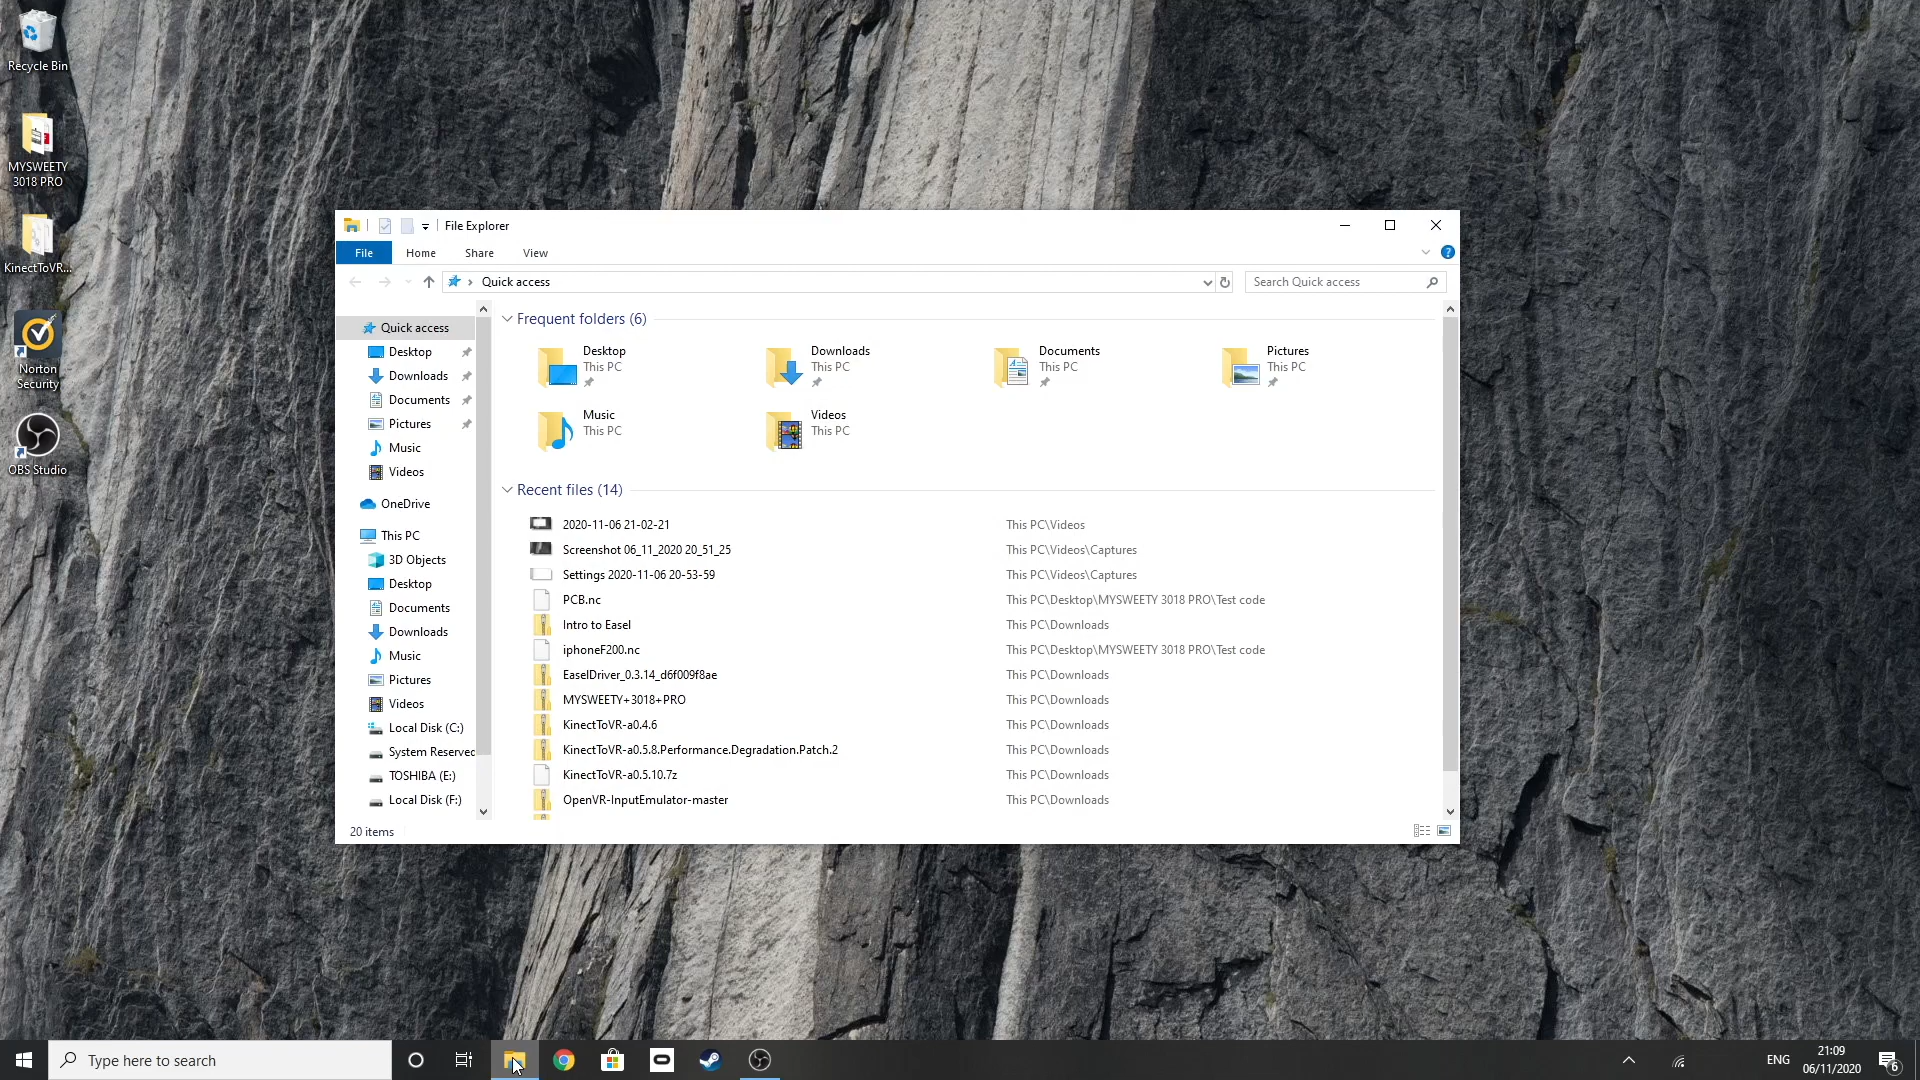 Recycle Bin
MYSWEETY
3018 PRO
KinectToVR...
Norton
Security
OBS Studio
File Explorer
File
Home
Share
View
Quick access
Search Quick access
Quick access
Desktop
Downloads
Documents
Pictures
Music
Videos
OneDrive
This PC
3D Objects
Desktop
Documents
Downloads
Music
Pictures
Videos
Local Disk (C:)
System Reserved
TOSHIBA (E:)
Local Disk (F:)
Frequent folders (6)
Desktop
This PC
Downloads
This PC
Documents
This PC
Pictures
This PC
Music
This PC
Videos
This PC
Recent files (14)
2020-11-06 21-02-21 This PC\Videos
Screenshot 06_11_2020 20_51_25 This PC\Videos\Captures
Settings 2020-11-06 20-53-59 This PC\Videos\Captures
PCB.nc This PC\Desktop\MYSWEETY 3018 PRO\Test code
Intro to Easel This PC\Downloads
iphoneF200.nc This PC\Desktop\MYSWEETY 3018 PRO\Test code
EaselDriver_0.3.14_d6f009f8ae This PC\Downloads
MYSWEETY+3018+PRO This PC\Downloads
KinectToVR-a0.4.6 This PC\Downloads
KinectToVR-a0.5.8.Performance.Degradation.Patch.2 This PC\Downloads
KinectToVR-a0.5.10.7z This PC\Downloads
OpenVR-InputEmulator-master This PC\Downloads
20 items
Type here to search
ENG
21:09
06/11/2020
6